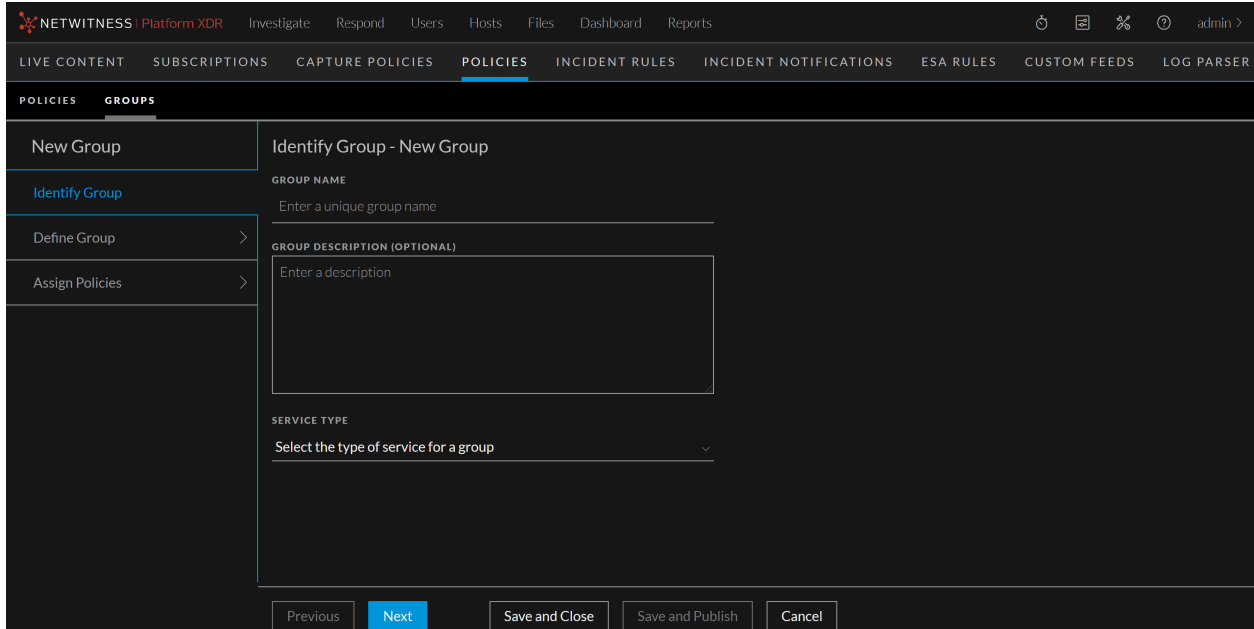 NETWITNESS | Platform XDR Investigate Respond Users Hosts Files Dashboard Reports admin >
LIVE CONTENT SUBSCRIPTIONS CAPTURE POLICIES POLICIES INCIDENT RULES INCIDENT NOTIFICATIONS ESA RULES CUSTOM FEEDS LOG PARSER
POLICIES GROUPS
New Group
Identify Group
Define Group
Assign Policies
Identify Group - New Group
GROUP NAME
Enter a unique group name
GROUP DESCRIPTION (OPTIONAL)
Enter a description
SERVICE TYPE
Select the type of service for a group
Previous Next Save and Close Save and Publish Cancel